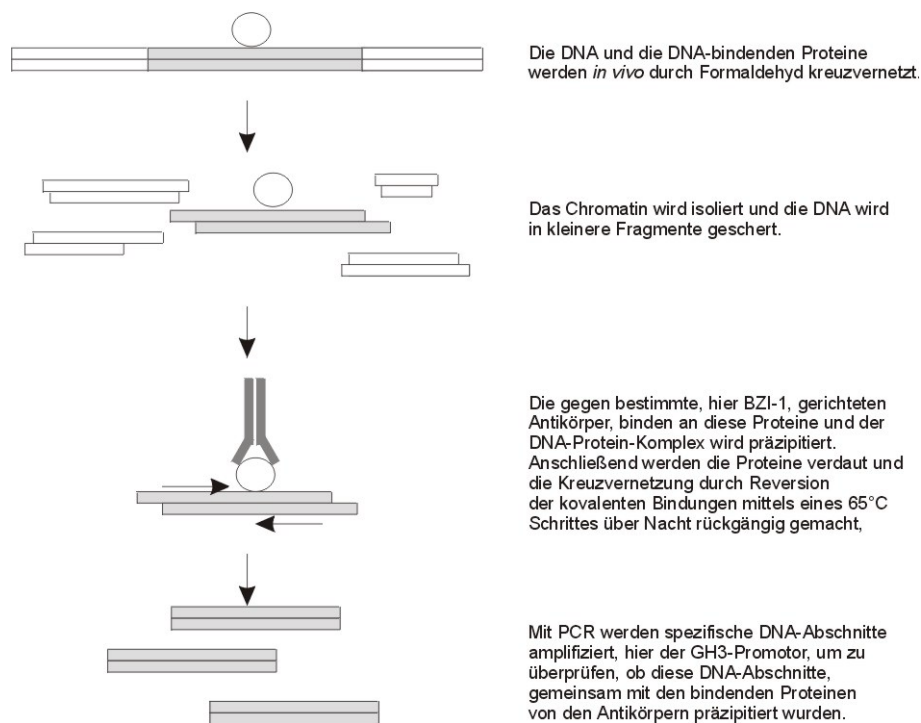 Die DNA und die DNA-bindenden Proteine
werden in vivo durch Formaldehyd kreuzvernetzt.
Das Chromatin wird isoliert und die DNA wird
in kleinere Fragmente geschert.
Die gegen bestimmte, hier BZI-1, gerichteten
Antikörper, binden an diese Proteine und der
DNA-Protein-Komplex wird präzipitiert.
Anschließend werden die Proteine verdaut und
die Kreuzvernetzung durch Reversion
der kovalenten Bindungen mittels eines 65°C
Schrittes über Nacht rückgängig gemacht,
Mit PCR werden spezifische DNA-Abschnitte
amplifiziert, hier der GH3-Promotor, um zu
überprüfen, ob diese DNA-Abschnitte,
gemeinsam mit den bindenden Proteinen
von den Antikörpern präzipitiert wurden.